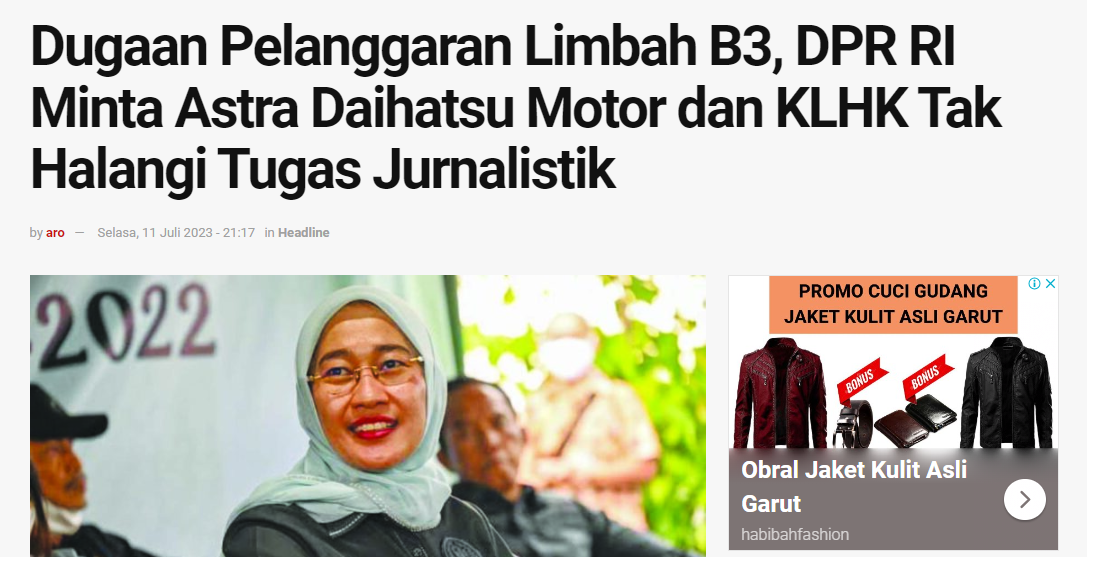 Dugaan Pelanggaran Limbah B3, DPR RI
Minta Astra Daihatsu Motor dan KLHK Tak
Halangi Tugas Jurnalistik
by aro — Selasa, 11 Juli 2023 - 21:17 in Headline
2022
PROMO CUCI GUDANG
JAKET KULIT ASLI GARUT
BONUS
BONUS
Obral Jaket Kulit Asli
Garut
habibahfashion